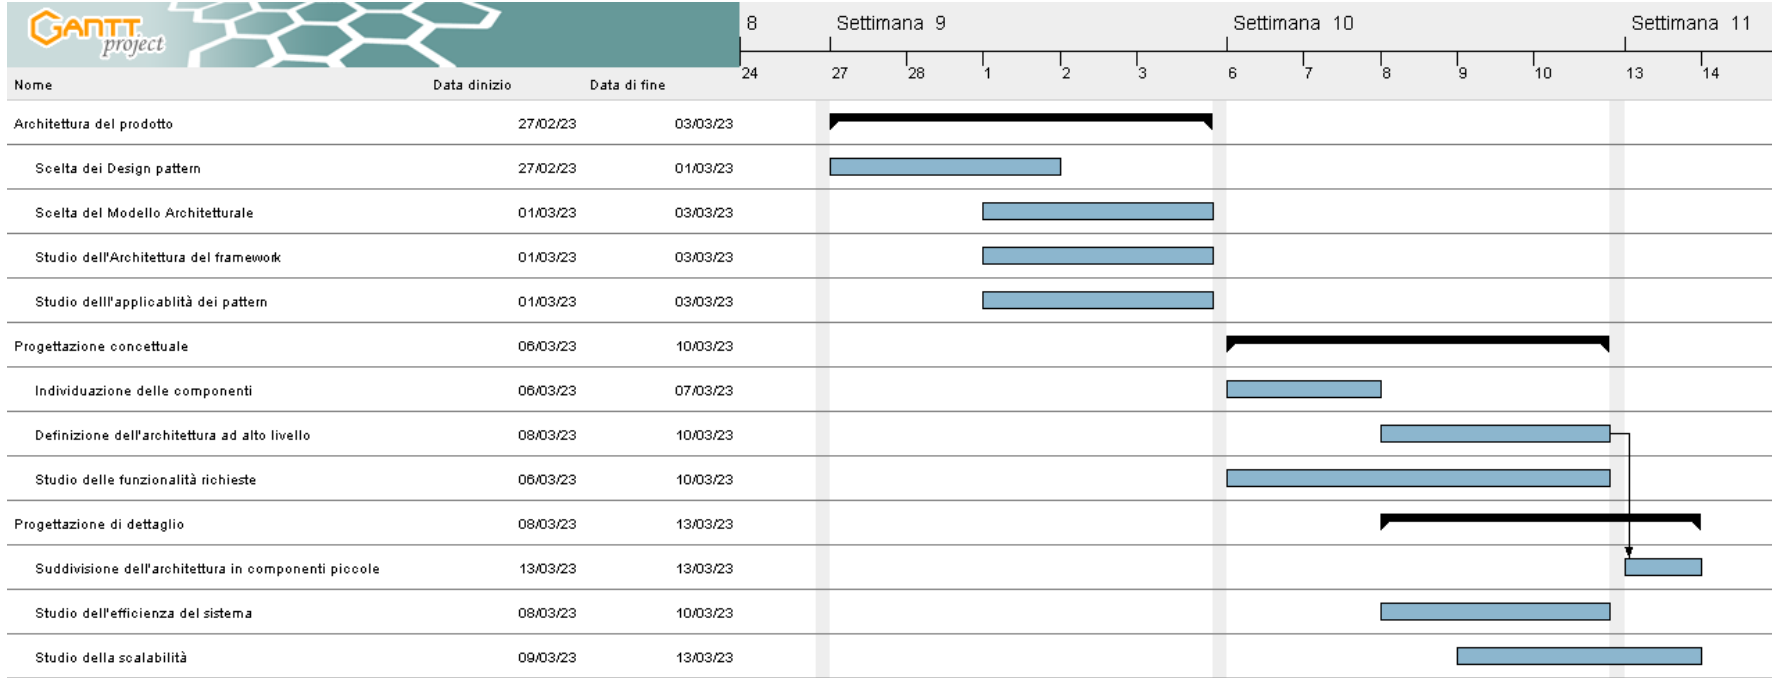 GANTT project
8 Settimana 9 Settimana 10 Settimana 11
24 27 28 1 2 3 6 7 8 9 10 13 14
Nome Data dinizio Data di fine
Architettura del prodotto 27/02/23 03/03/23
Scelta dei Design pattern 27/02/23 01/03/23
Scelta del Modello Architetturale 01/03/23 03/03/23
Studio dell'Architettura del framework 01/03/23 03/03/23
Studio delll'applicablità dei pattern 01/03/23 03/03/23
Progettazione concettuale 06/03/23 10/03/23
Individuazione delle componenti 06/03/23 07/03/23
Definizione dell'architettura ad alto livello 08/03/23 10/03/23
Studio delle funzionalità richieste 06/03/23 10/03/23
Progettazione di dettaglio 08/03/23 13/03/23
Suddivisione dell'architettura in componenti piccole 13/03/23 13/03/23
Studio dell'efficienza del sistema 08/03/23 10/03/23
Studio della scalabilità 09/03/23 13/03/23